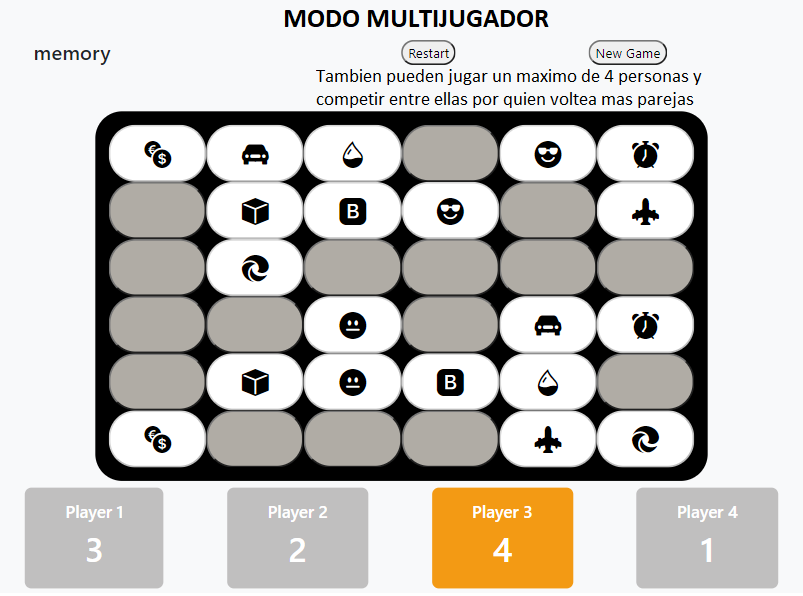 MODO MULTIJUGADOR
memory
Restart
New Game
Tambien pueden jugar un maximo de 4 personas y
competir entre ellas por quien voltea mas parejas
€
$
B
B
€
$
Player 1
3
Player 2
2
Player 3
4
Player 4
1